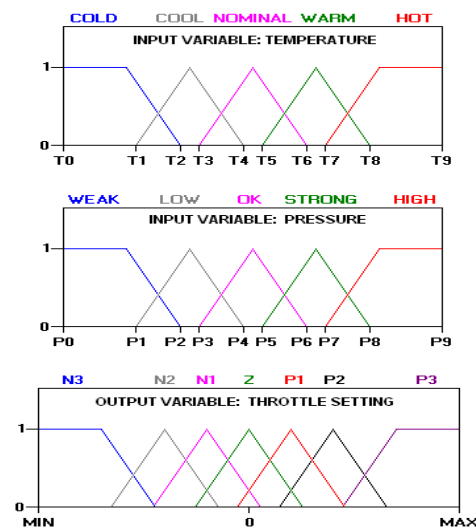 COLD COOL NOMINAL WARM HOT
INPUT VARIABLE: TEMPERATURE
1
0
T0 T1 T2 T3 T4 T5 T6 T7 T8 T9
WEAK LOW OK STRONG HIGH
INPUT VARIABLE: PRESSURE
1
0
P0 P1 P2 P3 P4 P5 P6 P7 P8 P9
N3 N2 N1 Z P1 P2 P3
OUTPUT VARIABLE: THROTTLE SETTING
1
0
MIN 0 MAX